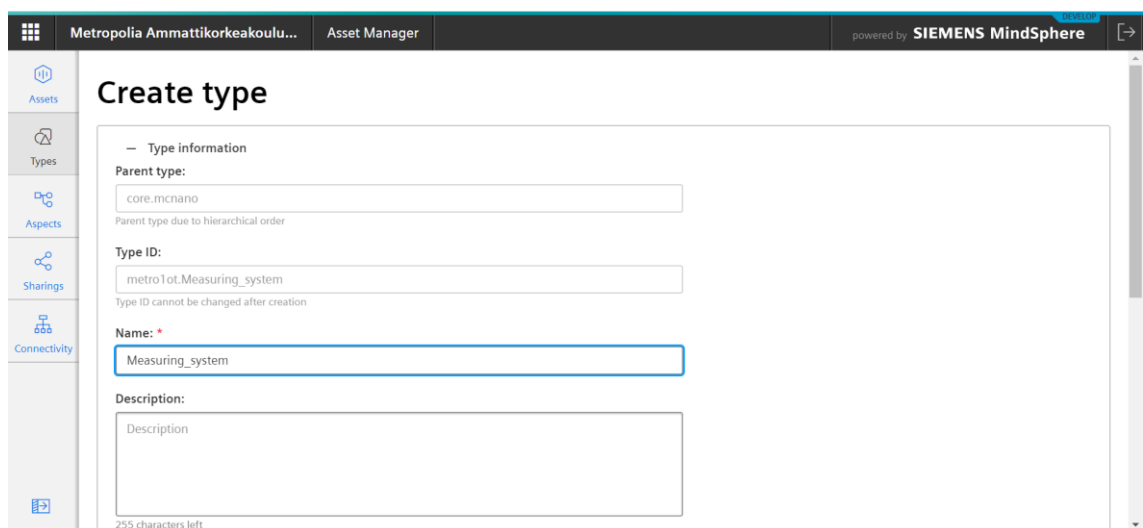 DEVELOP
Metropolia Ammattikorkeakoulu... Asset Manager powered by SIEMENS MindSphere
Assets
Types
Aspects
Sharings
Connectivity
Create type
— Type information
Parent type:
core.mcnano
Parent type due to hierarchical order
Type ID:
metro1ot.Measuring_system
Type ID cannot be changed after creation
Name: *
Measuring_system
Description:
Description
255 characters left